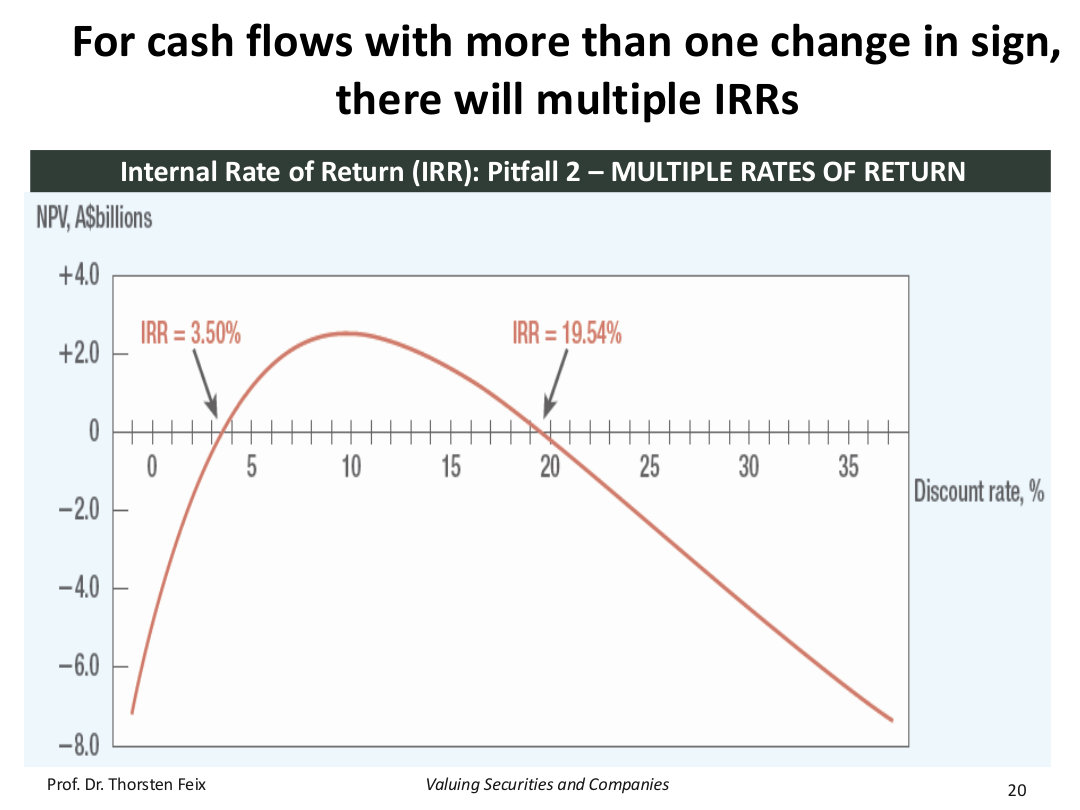 For cash flows with more than one change in sign,
there will multiple IRRs
Internal Rate of Return (IRR): Pitfall 2 – MULTIPLE RATES OF RETURN
NPV, A$billions
+4.0
IRR = 3.50%
IRR = 19.54%
+2.0
0
0 5 10 15 20 25 30 35
Discount rate, %
−2.0
−4.0
−6.0
−8.0
Prof. Dr. Thorsten Feix
Valuing Securities and Companies
20